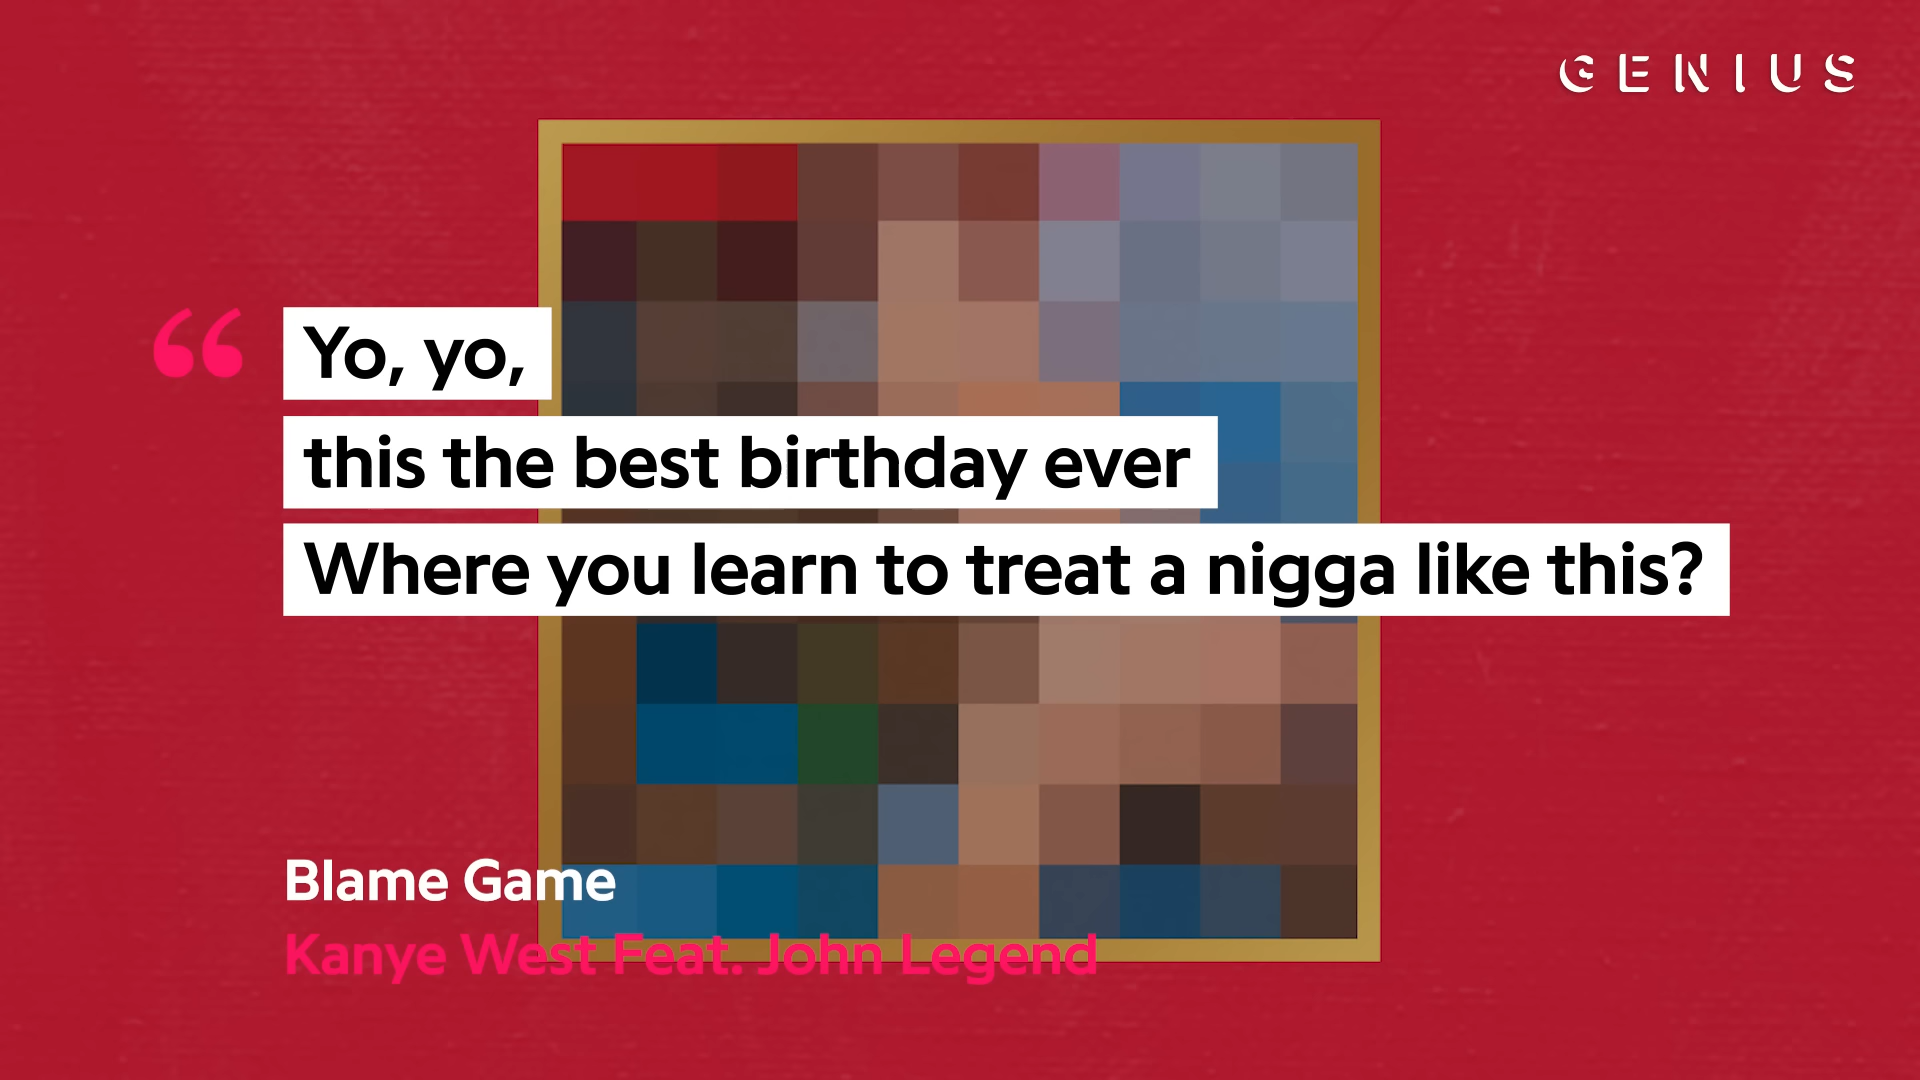 GENIUS
“
Yo, yo,
this the best birthday ever
Where you learn to treat a nigga like this?
Blame Game
Kanye West Feat. John Legend